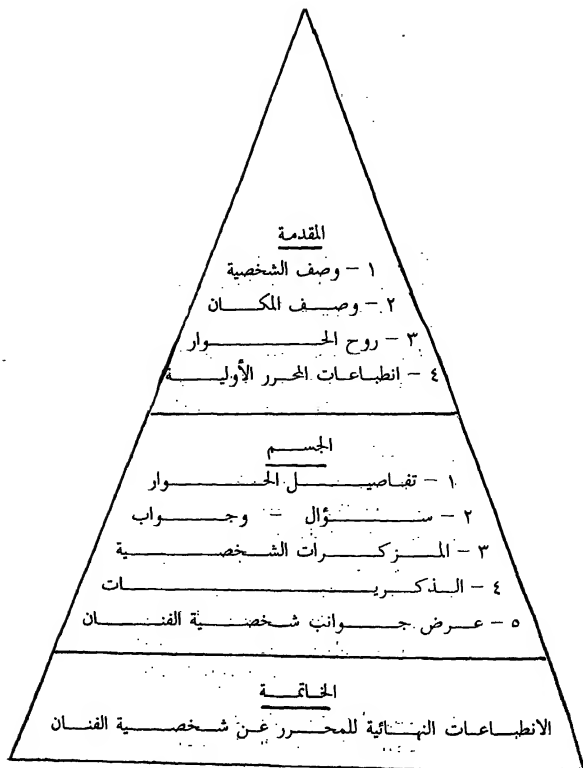 المقدمة
١ - وصف الشخصية
٢ - وصف المكان
٣ - روح الحوار
٤ - انطباعات المحرر الأولية
الجسم
١ - تفاصيل الحوار
٢ - سؤال - وجواب
٣ - المزكرات الشخصية
٤ - الذكريات
٥ - عرض جوانب شخصية الفنان
الخاتمة
الانطباعات النهائية للمحرر عن شخصية الفنان